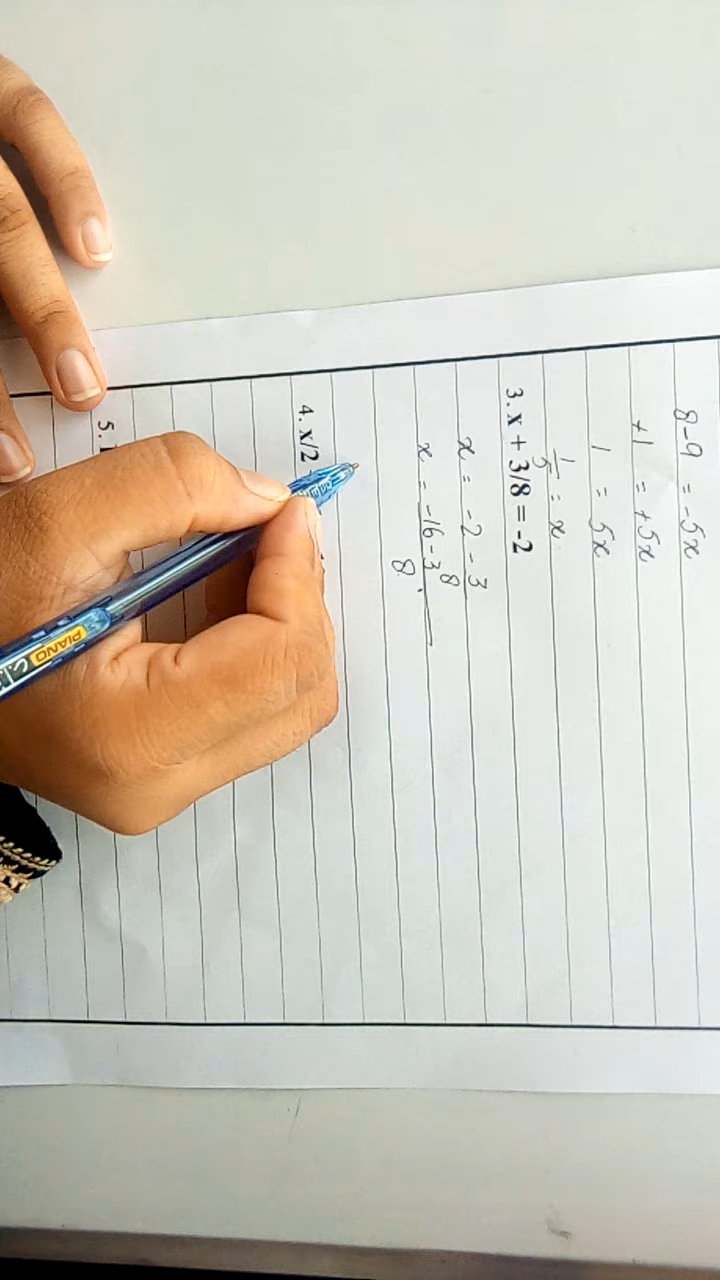 8-9 = -5x
+1 = +5x
1 = 5x
1/5 = x
3. x + 3/8 = -2
x = -2 - 3/8
x = -16-3/8
4. x/2
5.
PIANO